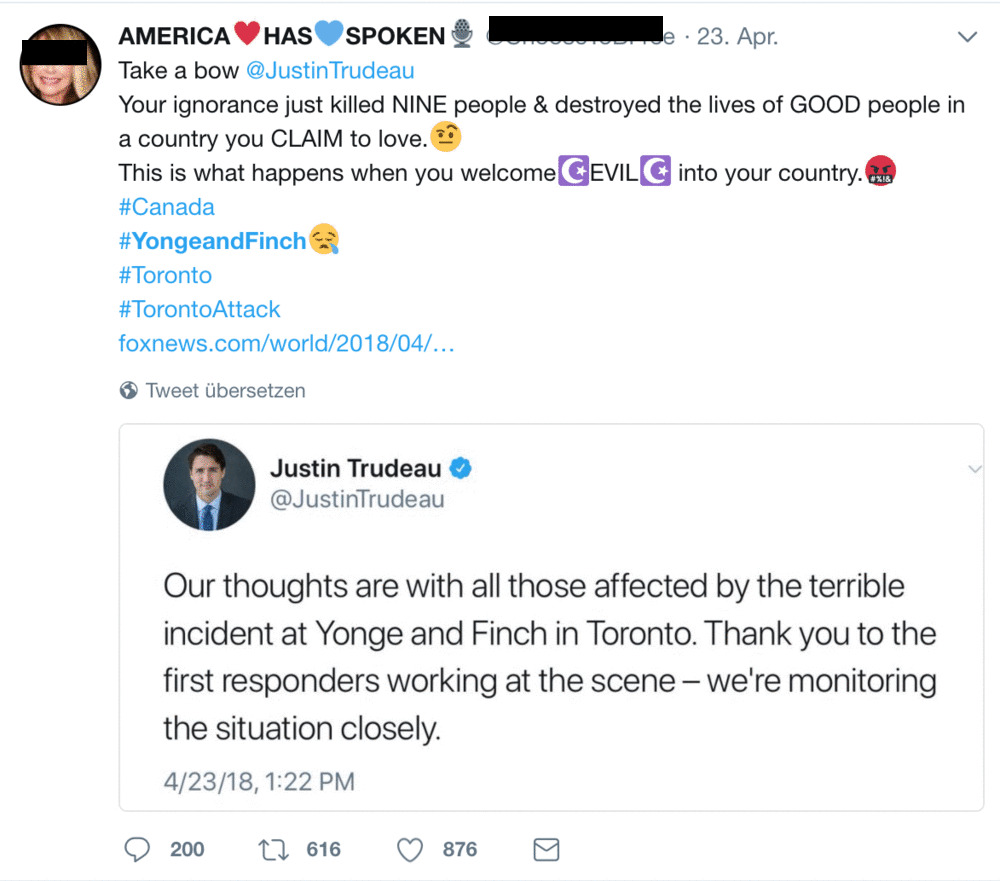 AMERICA❤️HAS💙SPOKEN🎙️ · 23. Apr.
Take a bow @JustinTrudeau
Your ignorance just killed NINE people & destroyed the lives of GOOD people in
a country you CLAIM to love.🤨
This is what happens when you welcome☪️EVIL☪️ into your country.🤬
#Canada
#YongeandFinch😪
#Toronto
#TorontoAttack
foxnews.com/world/2018/04/…
Tweet übersetzen
Justin Trudeau
@JustinTrudeau
Our thoughts are with all those affected by the terrible
incident at Yonge and Finch in Toronto. Thank you to the
first responders working at the scene – we're monitoring
the situation closely.
4/23/18, 1:22 PM
200 616 876